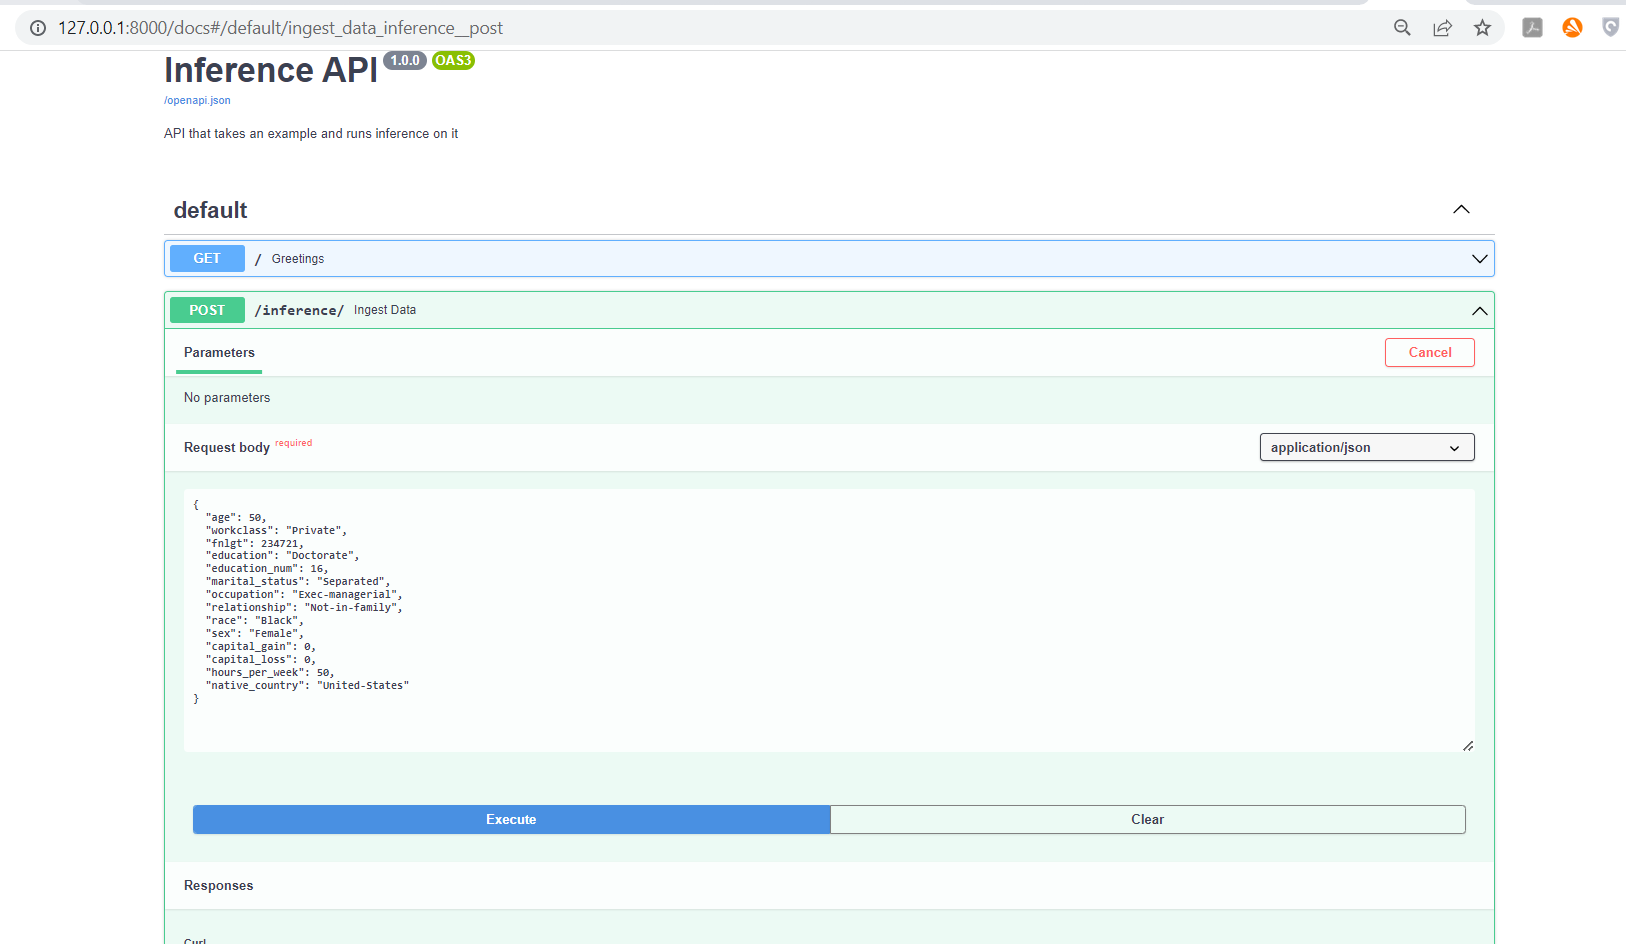 127.0.0.1:8000/docs#/default/ingest_data_inference__post
Inference API 1.0.0 OAS3
/openapi.json
API that takes an example and runs inference on it
default
GET / Greetings
POST /inference/ Ingest Data
Parameters
Cancel
No parameters
Request body required
application/json
{
"age": 50,
"workclass": "Private",
"fnlgt": 234721,
"education": "Doctorate",
"education_num": 16,
"marital_status": "Separated",
"occupation": "Exec-managerial",
"relationship": "Not-in-family",
"race": "Black",
"sex": "Female",
"capital_gain": 0,
"capital_loss": 0,
"hours_per_week": 50,
"native_country": "United-States"
}
Execute
Clear
Responses
Curl